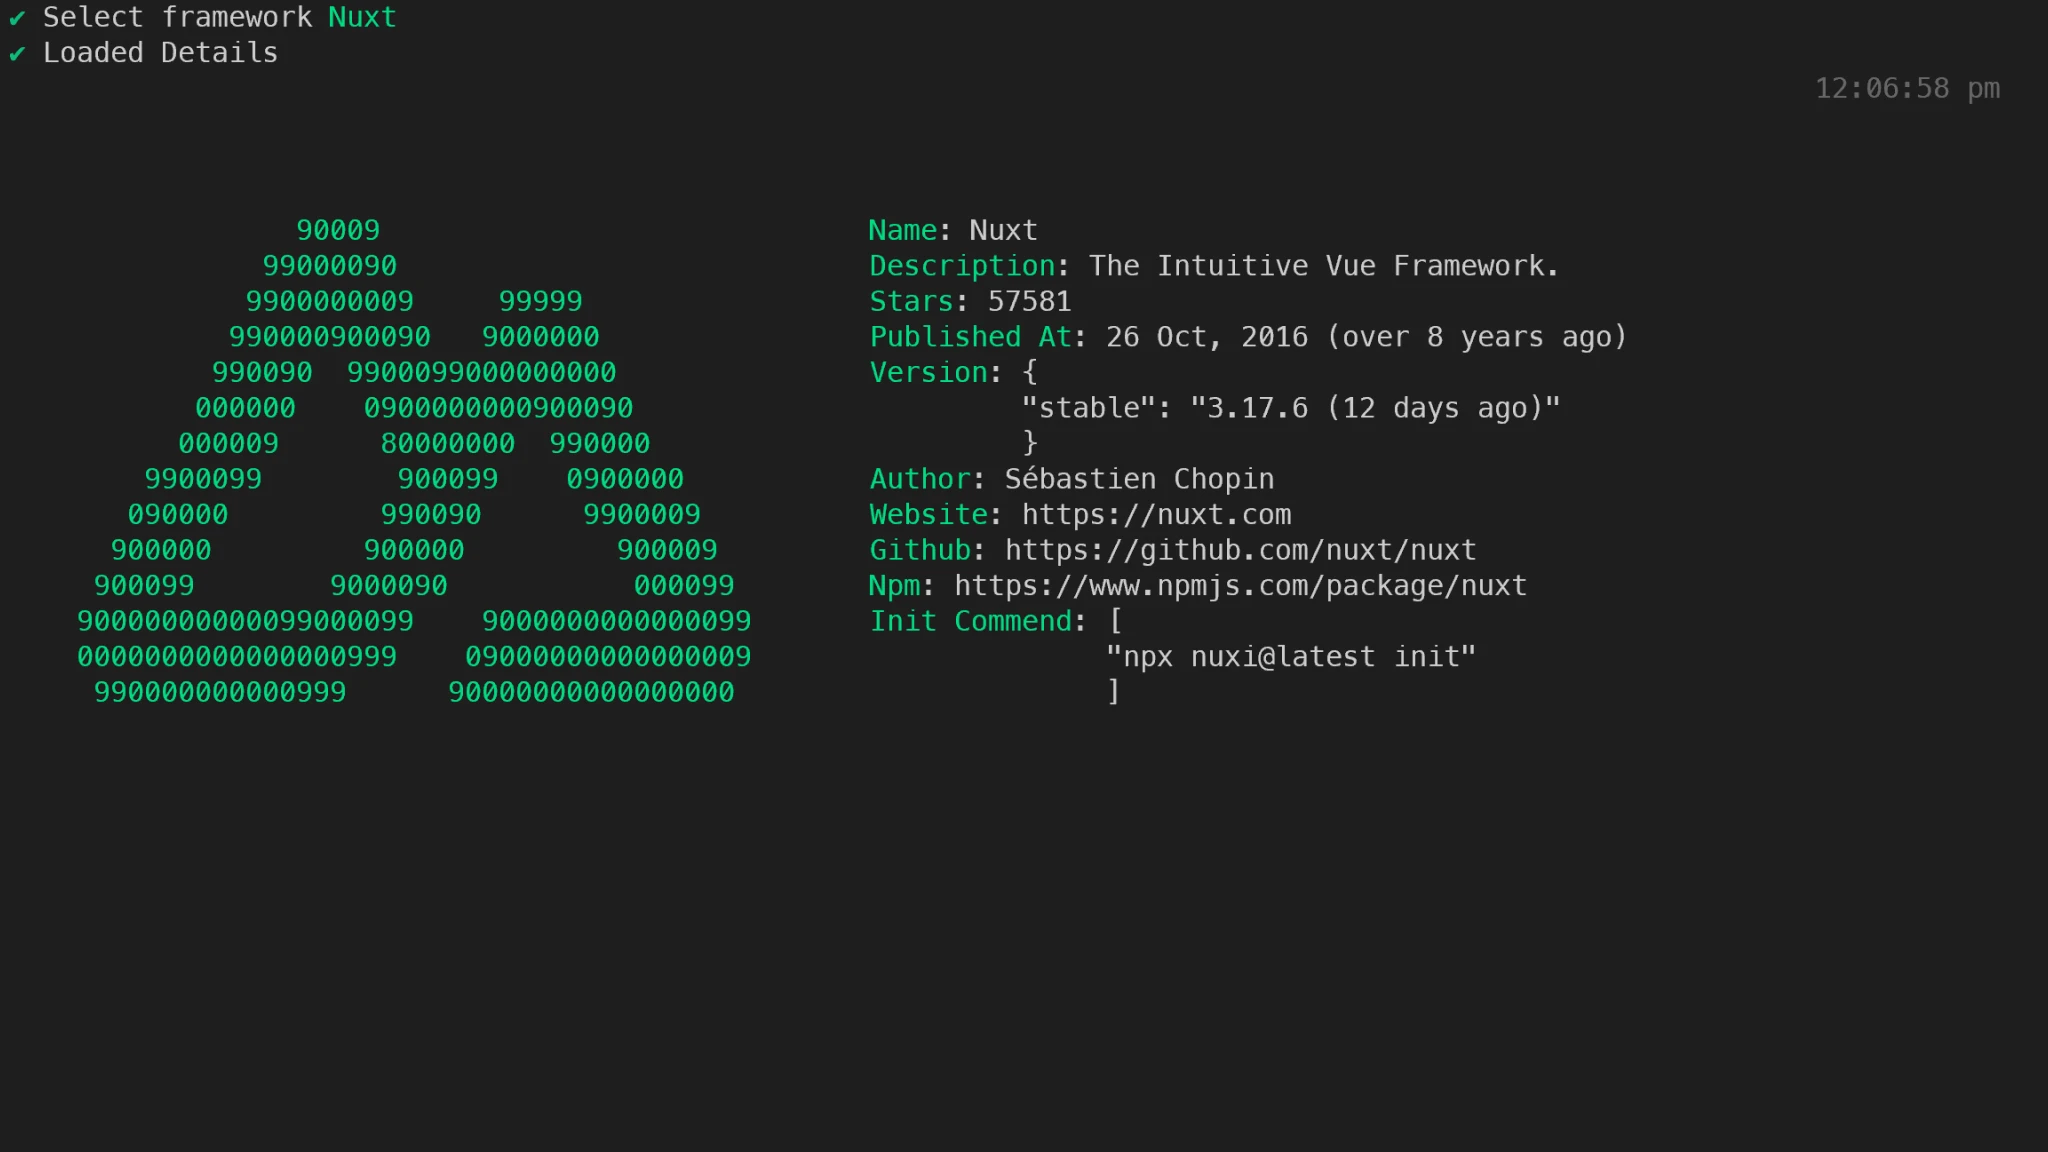 ✔ Select framework Nuxt
✔ Loaded Details
12:06:58 pm
90009 Name: Nuxt
99000090 Description: The Intuitive Vue Framework.
9900000009 99999 Stars: 57581
990000900090 9000000 Published At: 26 Oct, 2016 (over 8 years ago)
990090 9900099000000000 Version: {
000000 0900000000900090 "stable": "3.17.6 (12 days ago)"
000009 80000000 990000 }
9900099 900099 0900000 Author: Sébastien Chopin
090000 990090 9900009 Website: https://nuxt.com
900000 900000 900009 Github: https://github.com/nuxt/nuxt
900099 9000090 000099 Npm: https://www.npmjs.com/package/nuxt
90000000000099000099 9000000000000099 Init Commend: [
0000000000000000999 09000000000000009 "npx nuxi@latest init"
990000000000999 90000000000000000 ]